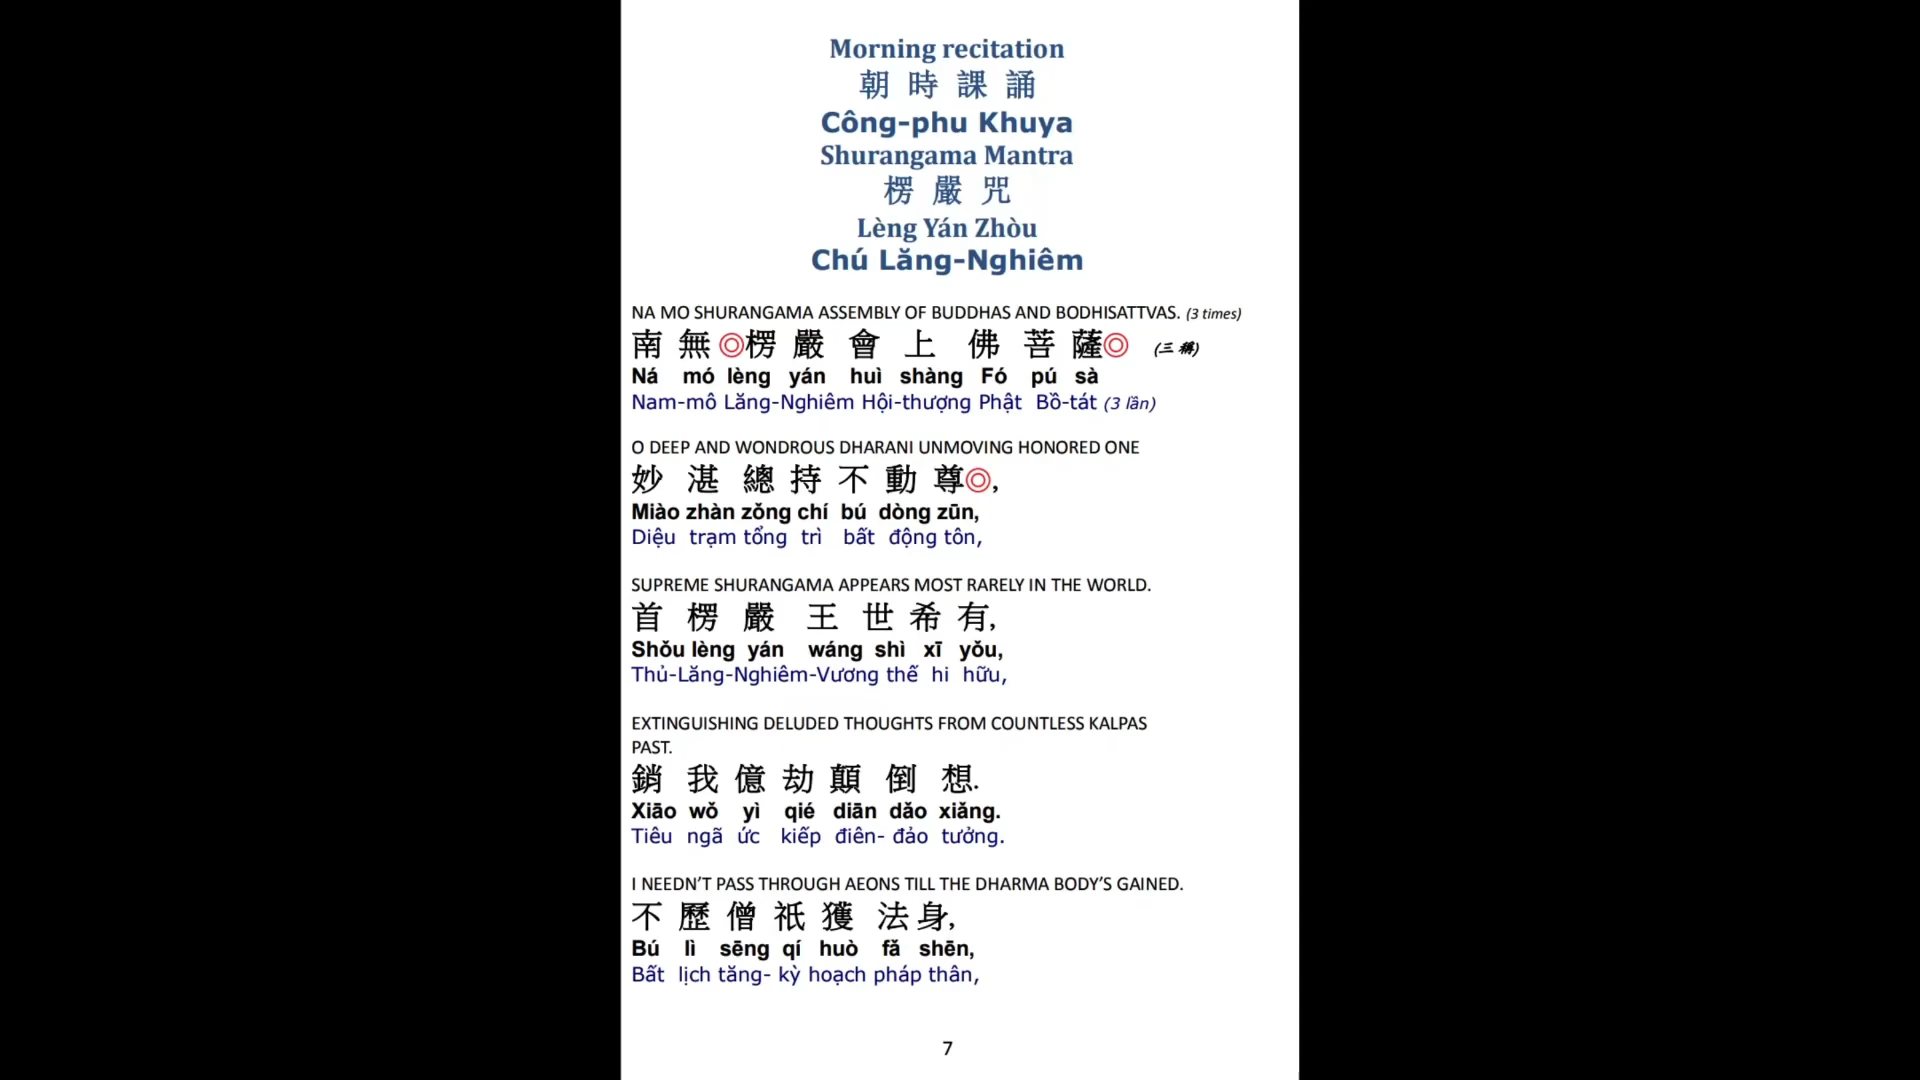 Morning recitation
朝 時 課 誦
Công-phu Khuya
Shurangama Mantra
楞 嚴 咒
Lèng Yán Zhòu
Chú Lăng-Nghiêm
NA MO SHURANGAMA ASSEMBLY OF BUDDHAS AND BODHISATTVAS. (3 times)
南 無 ◎楞 嚴 會 上 佛 菩 薩◎ (三 稱)
Ná mó lèng yán huì shàng Fó pú sà
Nam-mô Lăng-Nghiêm Hội-thượng Phật Bồ-tát (3 lần)
O DEEP AND WONDROUS DHARANI UNMOVING HONORED ONE
妙 湛 總 持 不 動 尊◎,
Miào zhàn zǒng chí bú dòng zūn,
Diệu trạm tổng trì bất động tôn,
SUPREME SHURANGAMA APPEARS MOST RARELY IN THE WORLD.
首 楞 嚴 王 世 希 有,
Shǒu lèng yán wáng shì xī yǒu,
Thủ-Lăng-Nghiêm-Vương thế hi hữu,
EXTINGUISHING DELUDED THOUGHTS FROM COUNTLESS KALPAS
PAST.
銷 我 億 劫 顛 倒 想.
Xiāo wǒ yì qié diān dǎo xiǎng.
Tiêu ngã ức kiếp điên- đảo tưởng.
I NEEDN’T PASS THROUGH AEONS TILL THE DHARMA BODY’S GAINED.
不 歷 僧 祇 獲 法 身,
Bú lì sēng qí huò fǎ shēn,
Bất lịch tăng- kỳ hoạch pháp thân,
7